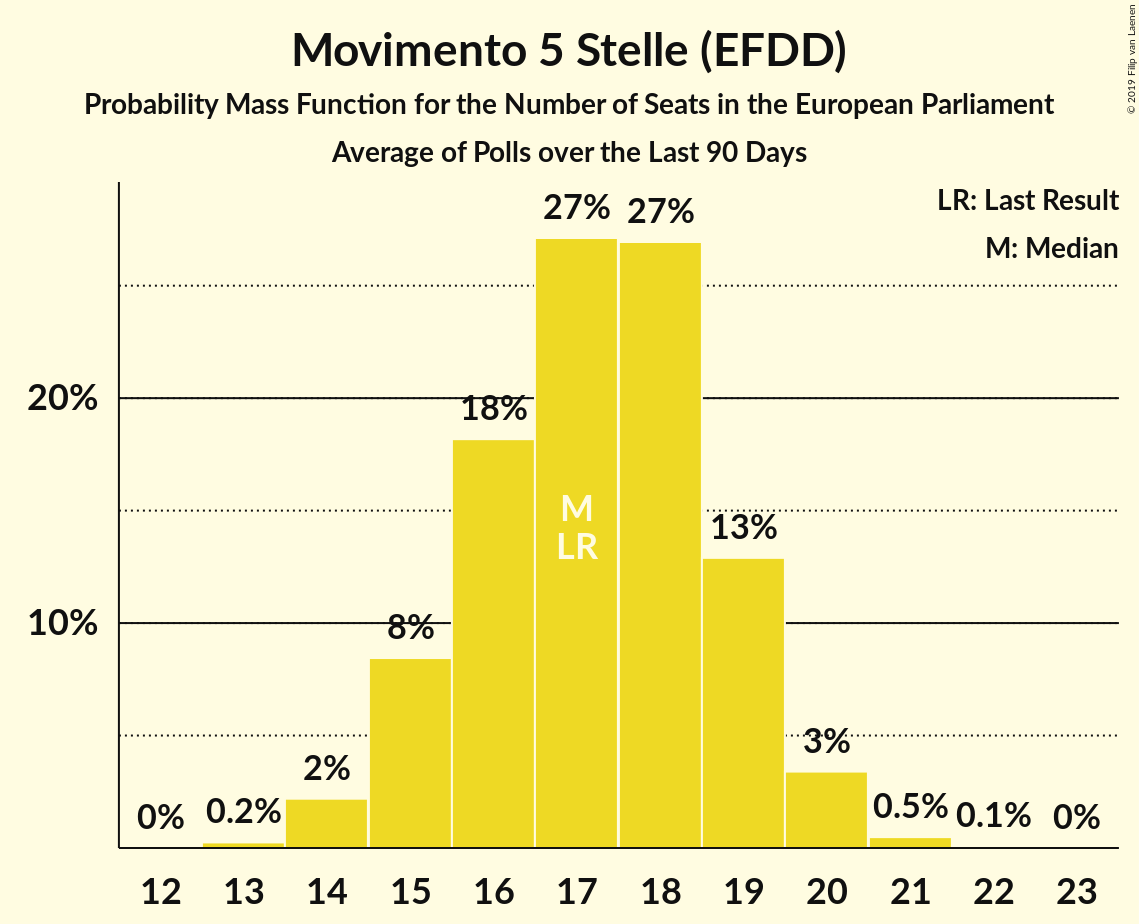 Movimento 5 Stelle (EFDD)
Probability Mass Function for the Number of Seats in the European Parliament
Average of Polls over the Last 90 Days
© 2019 Filip van Laenen
LR: Last Result
M: Median
27% 27%
20%
18%
M
LR
13%
10%
8%
3%
2%
0% 0.2% 0.5% 0.1% 0%
12 13 14 15 16 17 18 19 20 21 22 23